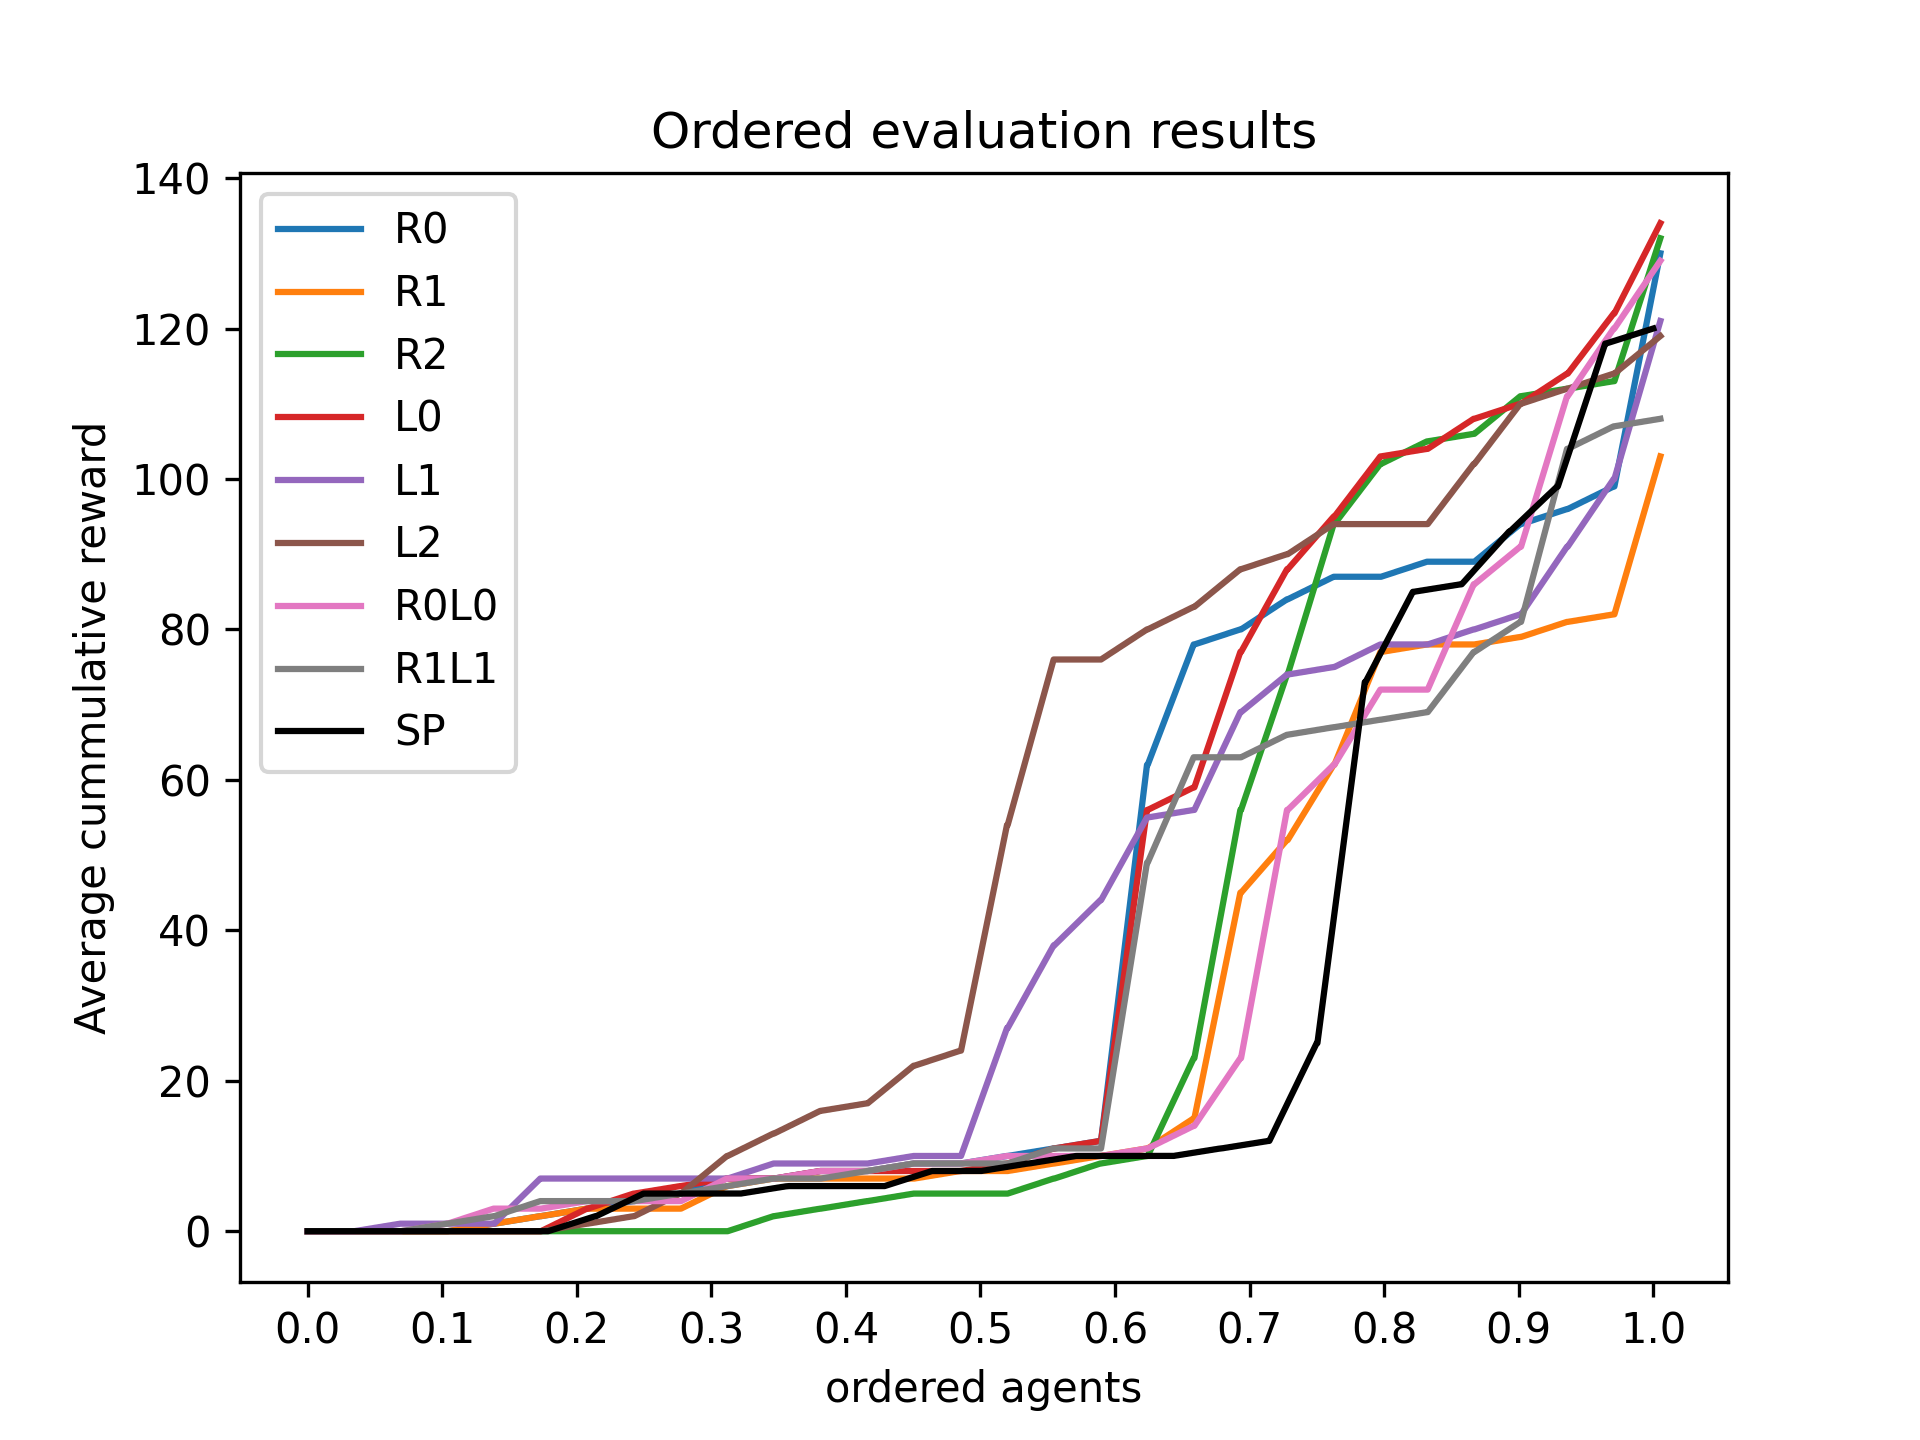 Ordered evaluation results
140
120
100
80
60
40
20
0
Average cummulative reward
R0
R1
R2
L0
L1
L2
R0L0
R1L1
SP
0.0 0.1 0.2 0.3 0.4 0.5 0.6 0.7 0.8 0.9 1.0
ordered agents